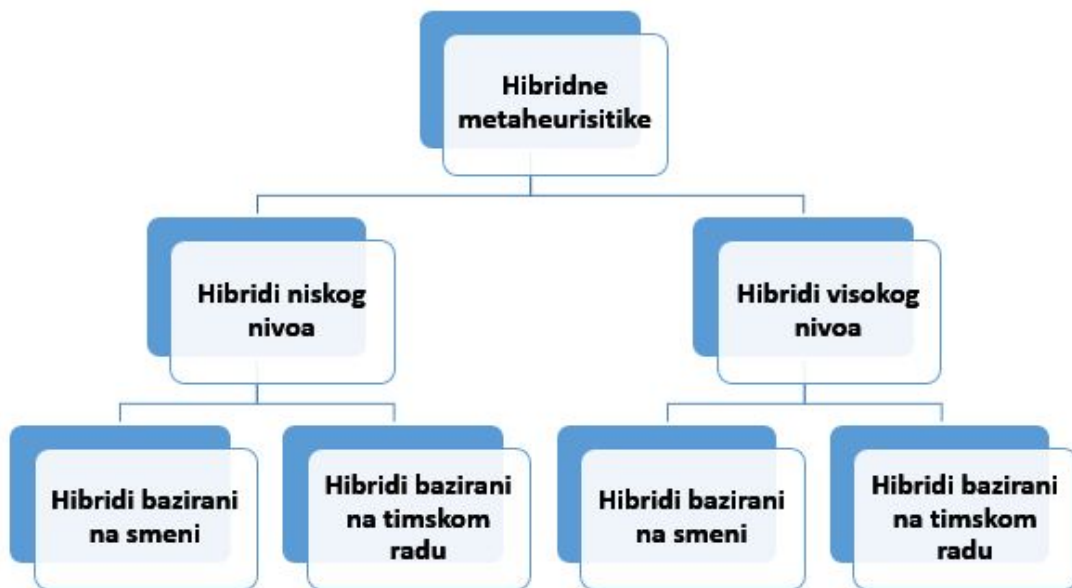 Hibridne
metaheurisitike
Hibridi niskog
nivoa
Hibridi visokog
nivoa
Hibridi bazirani
na smeni
Hibridi bazirani
na timskom
radu
Hibridi bazirani
na smeni
Hibridi bazirani
na timskom
radu